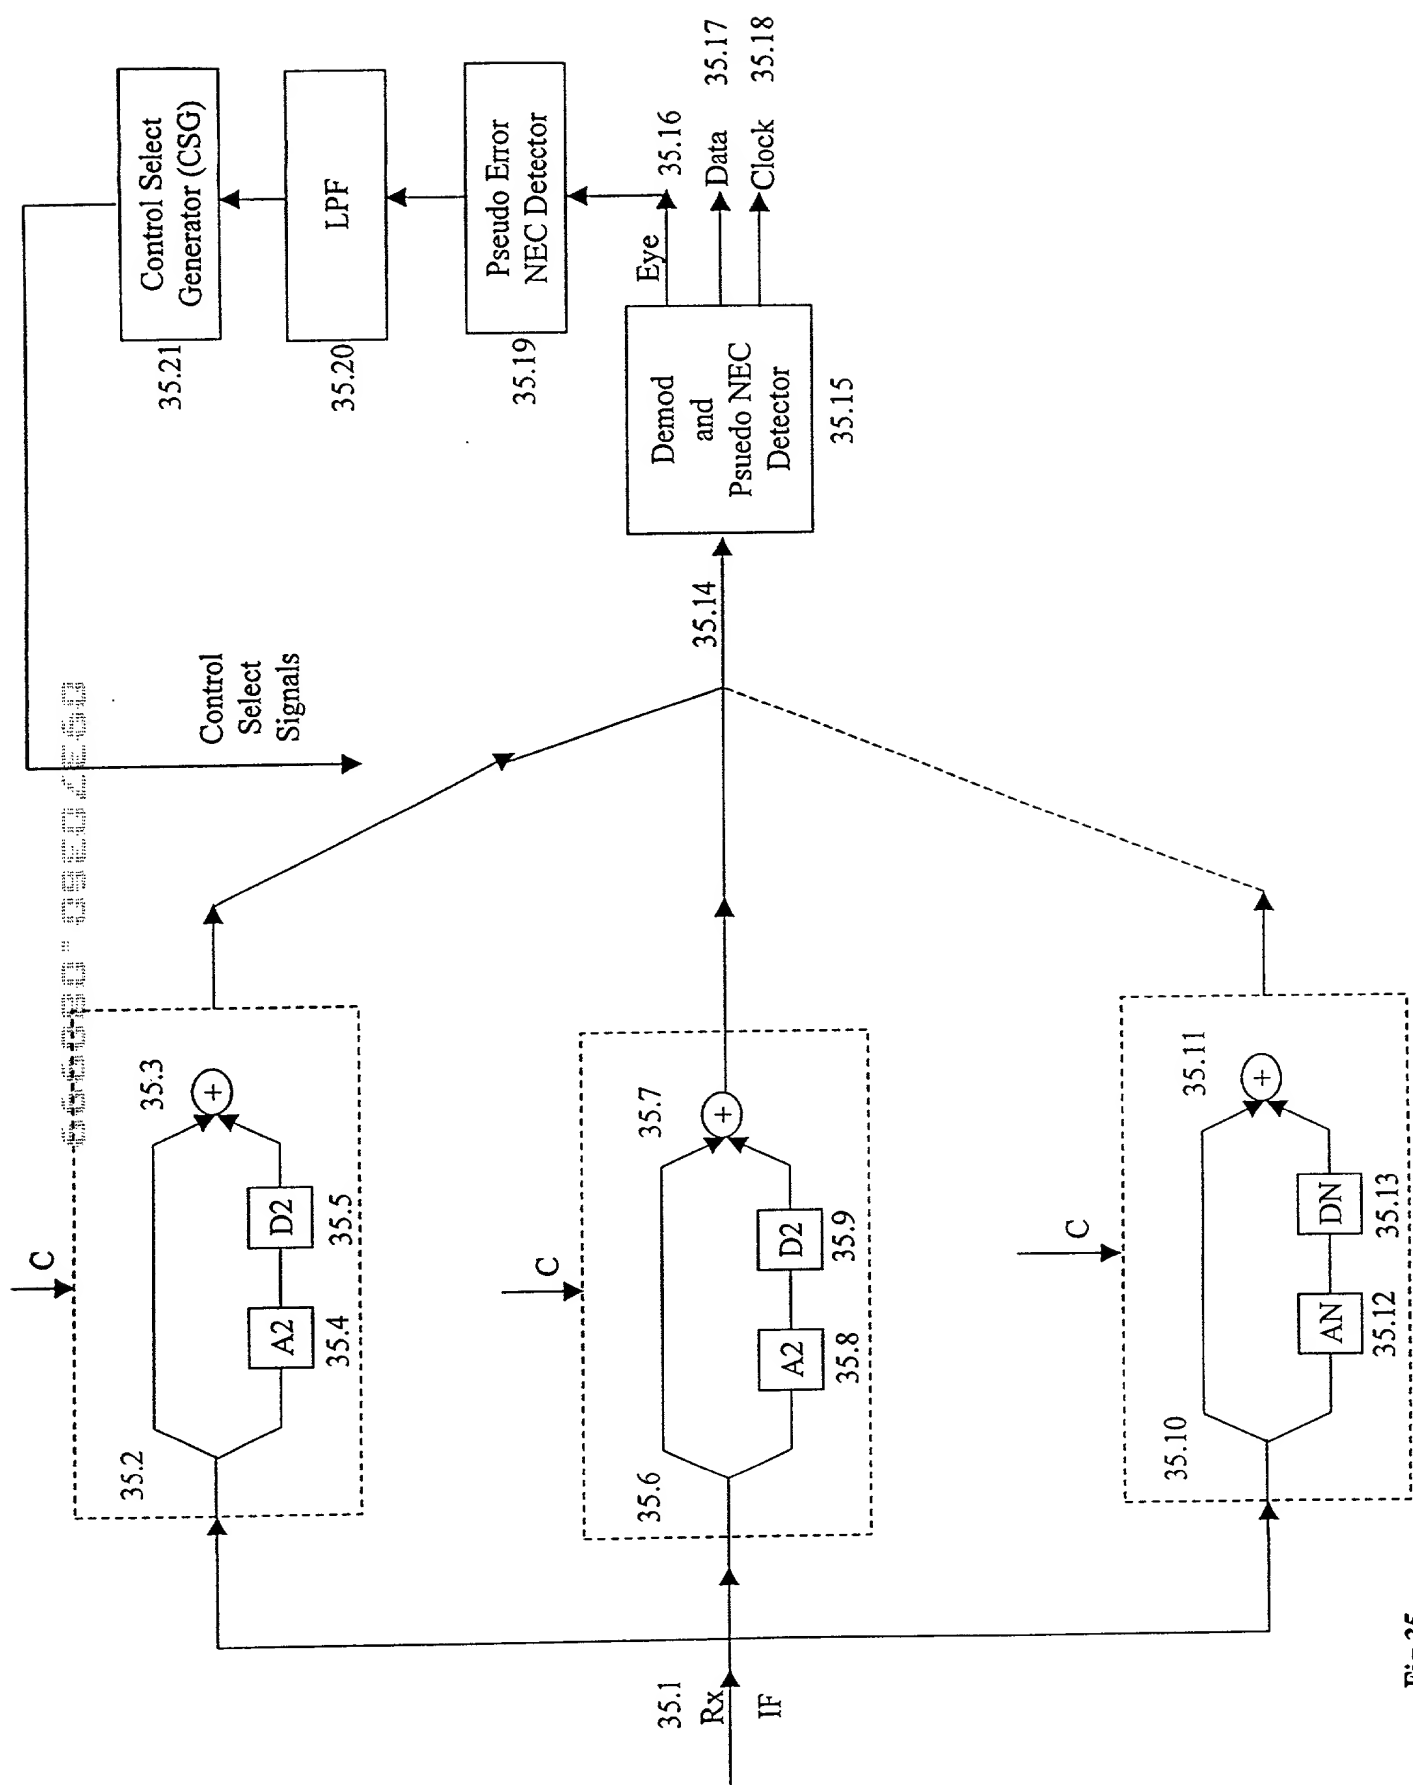 35.1
Rx
IF
35.2
35.3
A2
35.4
D2
35.5
C
35.6
35.7
+
A2
35.8
D2
35.9
C
35.10
35.11
+
AN
35.12
DN
35.13
C
+
Control
Select
Signals
35.14
Demod
and
Psuedo NEC
Detector
35.15
Eye
35.16
Data
35.17
Clock
35.18
Pseudo Error
NEC Detector
35.19
LPF
35.20
Control Select
Generator (CSG)
35.21